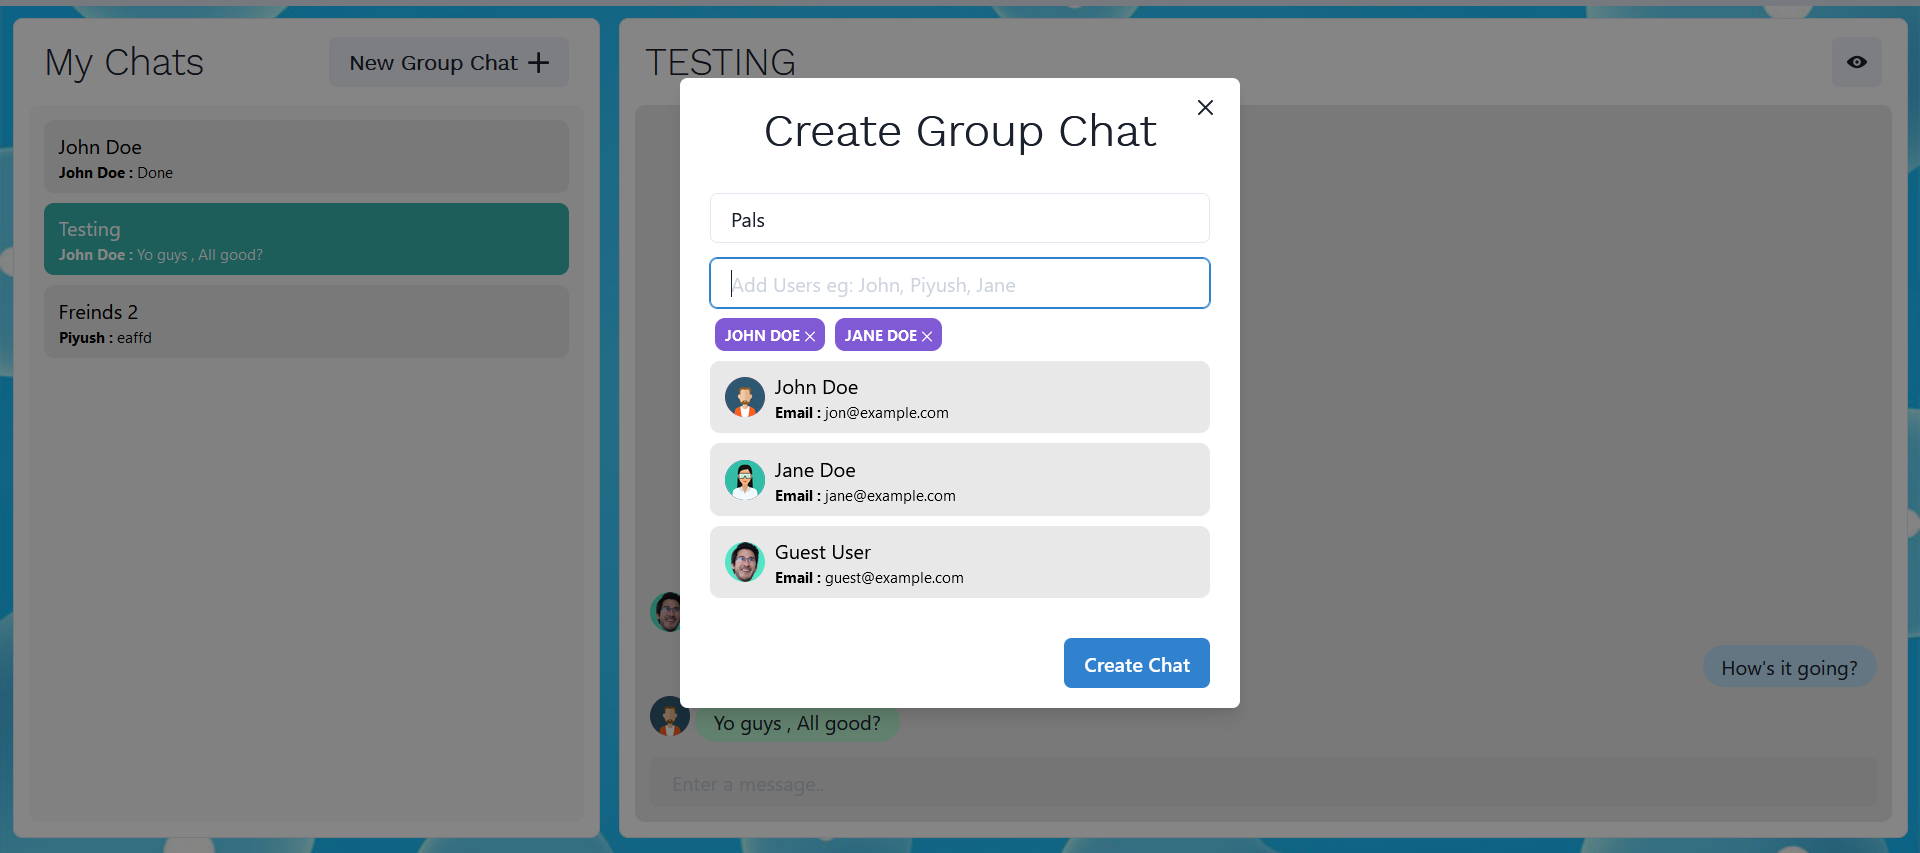 My Chats
New Group Chat
John Doe
John Doe : Done
Testing
John Doe : Yo guys , All good?
Freinds 2
Piyush : eaffd
TESTING
Create Group Chat
Pals
Add Users eg: John, Piyush, Jane
JOHN DOE
JANE DOE
John Doe
Email : jon@example.com
Jane Doe
Email : jane@example.com
Guest User
Email : guest@example.com
Create Chat
How's it going?
Yo guys , All good?
Enter a message..